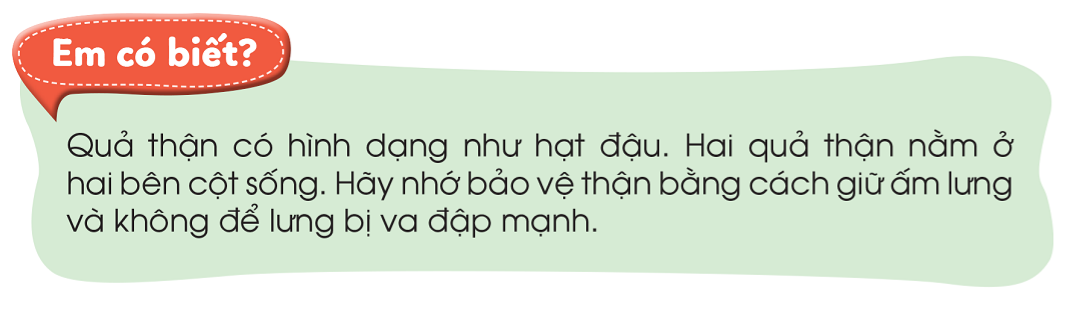 Em có biết?
Quả thận có hình dạng như hạt đậu. Hai quả thận nằm ở
hai bên cột sống. Hãy nhớ bảo vệ thận bằng cách giữ ấm lưng
và không để lưng bị va đập mạnh.